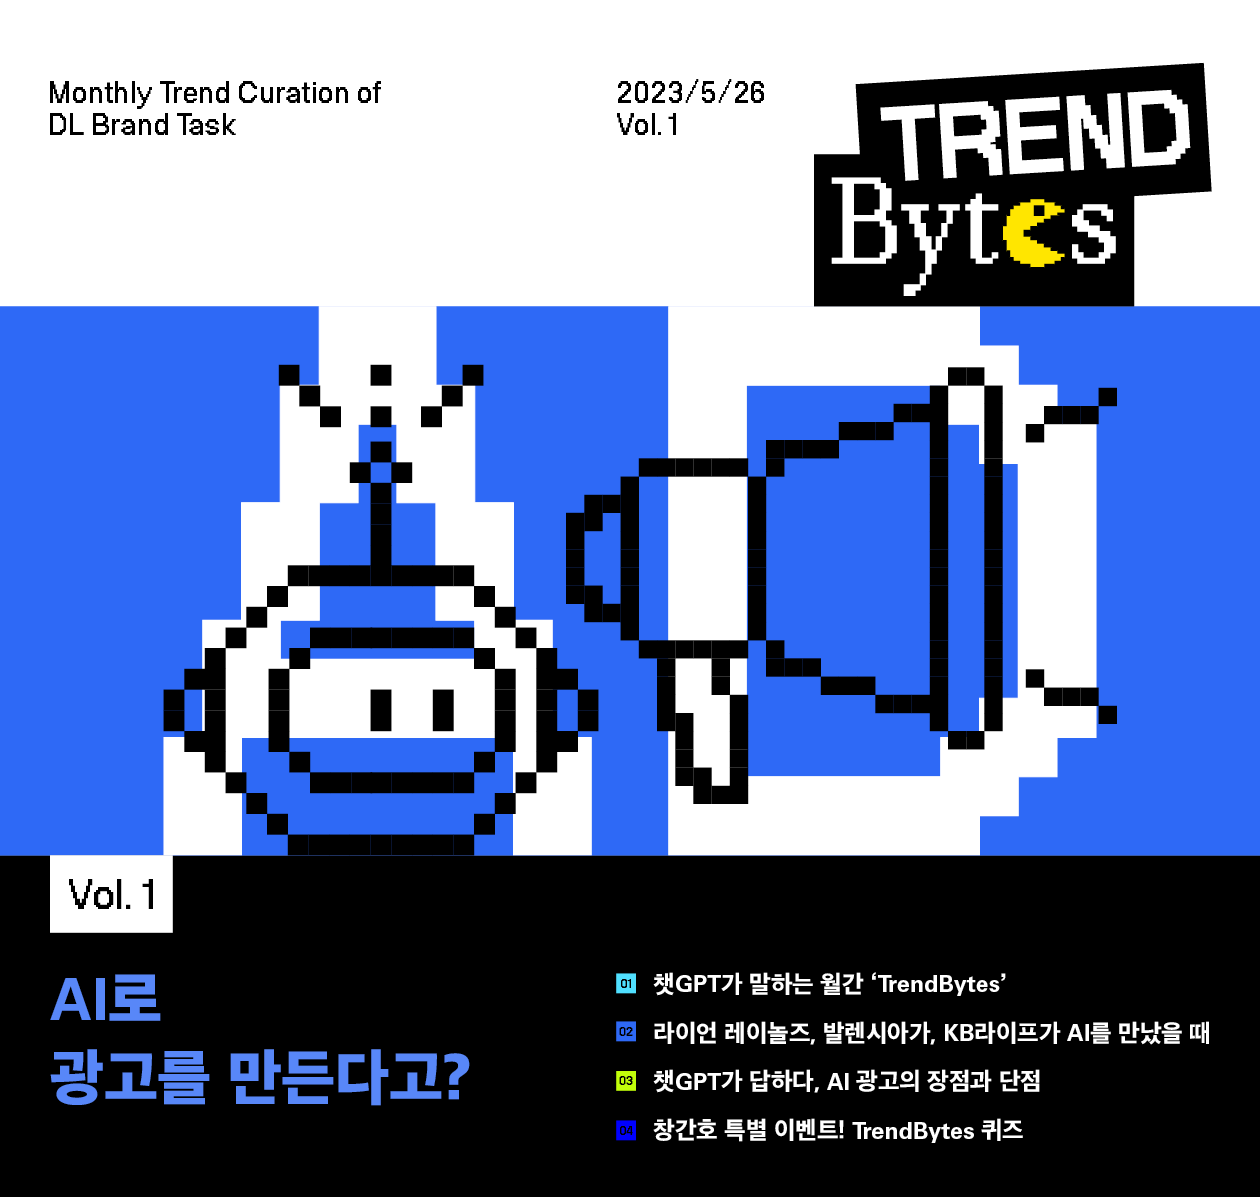 Monthly Trend Curation of
DL Brand Task
2023/5/26
Vol.1
TREND
Bytes
Vol. 1
AI로
광고를 만든다고?
01 챗GPT가 말하는 월간 ‘TrendBytes’
02 라이언 레이놀즈, 발렌시아가, KB라이프가 AI를 만났을 때
03 챗GPT가 답하다, AI 광고의 장점과 단점
04 창간호 특별 이벤트! TrendBytes 퀴즈